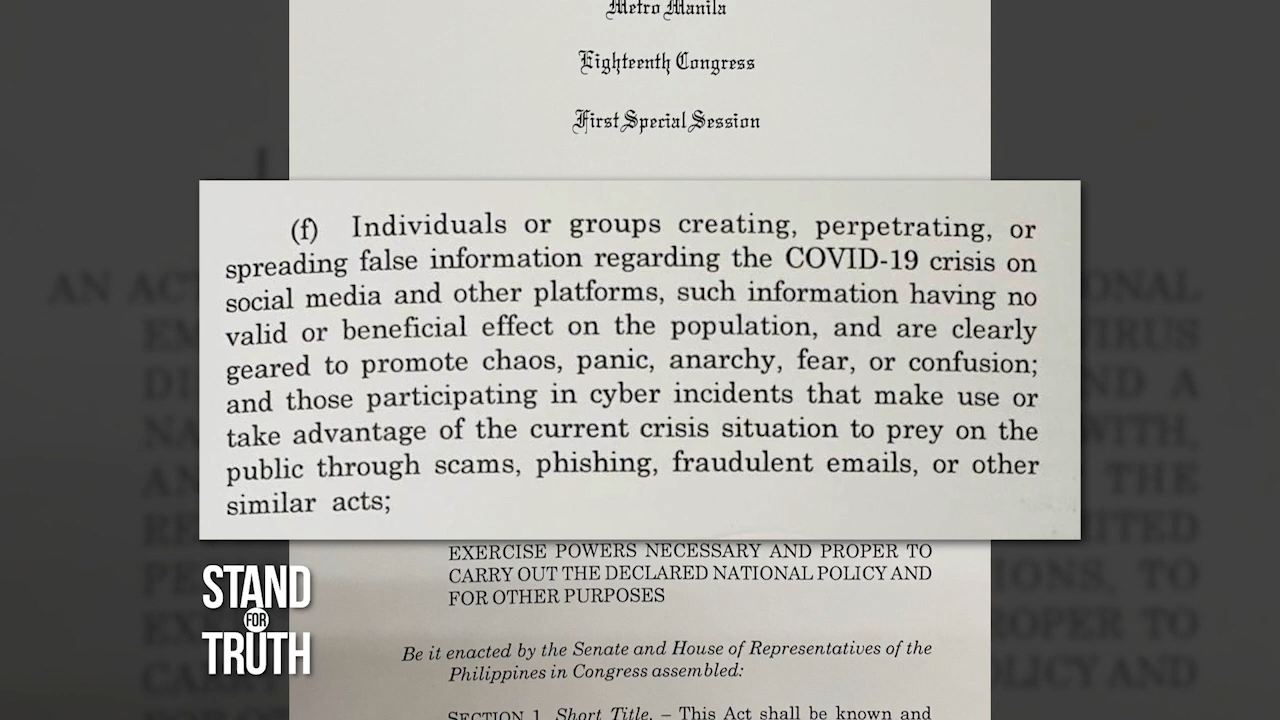 Metro Manila
Eighteenth Congress
First Special Session
(f) Individuals or groups creating, perpetrating, or
spreading false information regarding the COVID-19 crisis on
social media and other platforms, such information having no
valid or beneficial effect on the population, and are clearly
geared to promote chaos, panic, anarchy, fear, or confusion;
and those participating in cyber incidents that make use or
take advantage of the current crisis situation to prey on the
public through scams, phishing, fraudulent emails, or other
similar acts;
EXERCISE POWERS NECESSARY AND PROPER TO
CARRY OUT THE DECLARED NATIONAL POLICY AND
FOR OTHER PURPOSES
Be it enacted by the Senate and House of Representatives of the
Philippines in Congress assembled:
SECTION 1. Short Title. – This Act shall be known and
STAND
FOR
TRUTH